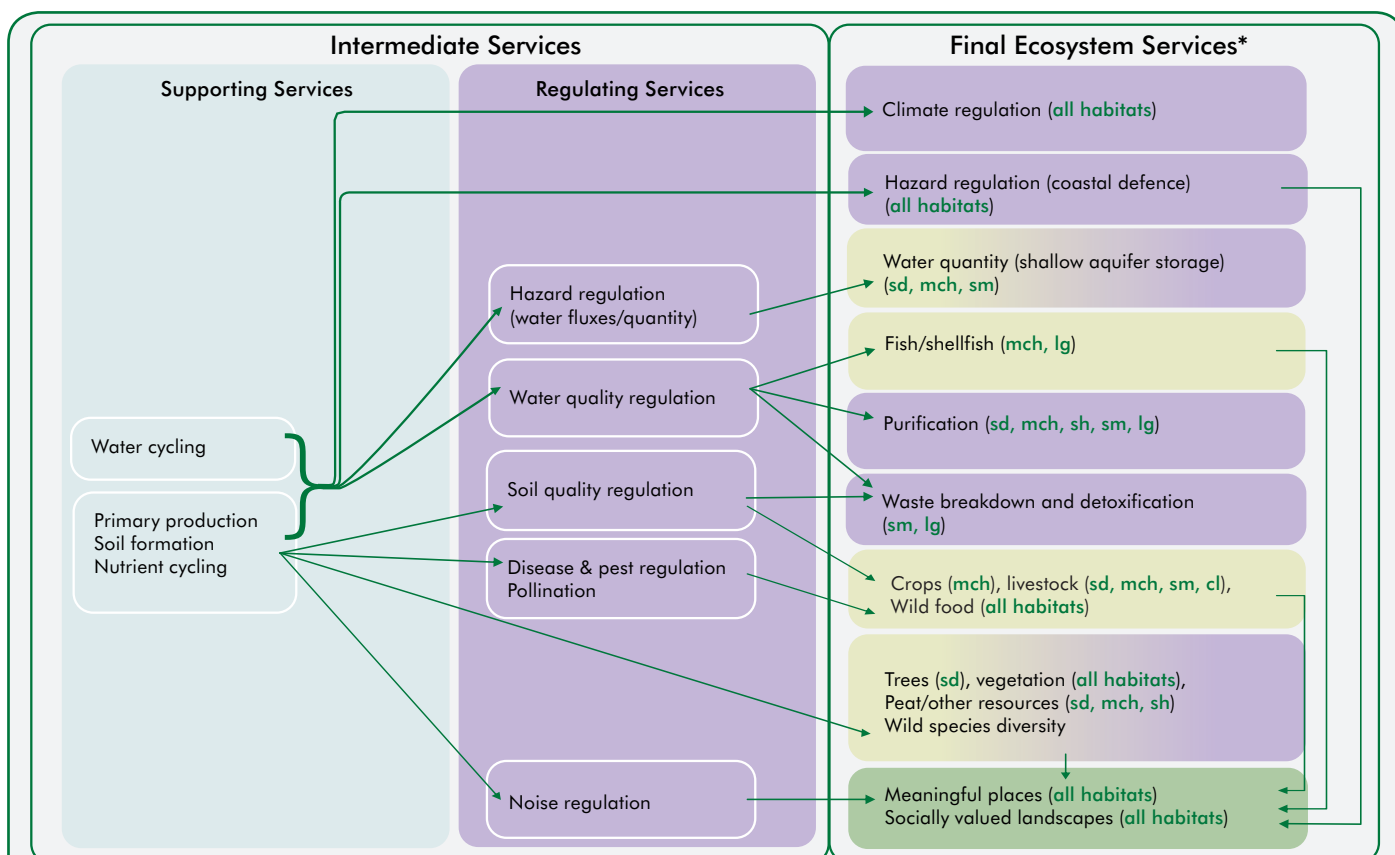 Intermediate Services
Final Ecosystem Services*
Supporting Services
Regulating Services
Water cycling
Primary production
Soil formation
Nutrient cycling
Hazard regulation
(water fluxes/quantity)
Water quality regulation
Soil quality regulation
Disease & pest regulation
Pollination
Noise regulation
Climate regulation (all habitats)
Hazard regulation (coastal defence)
(all habitats)
Water quantity (shallow aquifer storage)
(sd, mch, sm)
Fish/shellfish (mch, lg)
Purification (sd, mch, sh, sm, lg)
Waste breakdown and detoxification
(sm, lg)
Crops (mch), livestock (sd, mch, sm, cl),
Wild food (all habitats)
Trees (sd), vegetation (all habitats),
Peat/other resources (sd, mch, sh)
Wild species diversity
Meaningful places (all habitats)
Socially valued landscapes (all habitats)